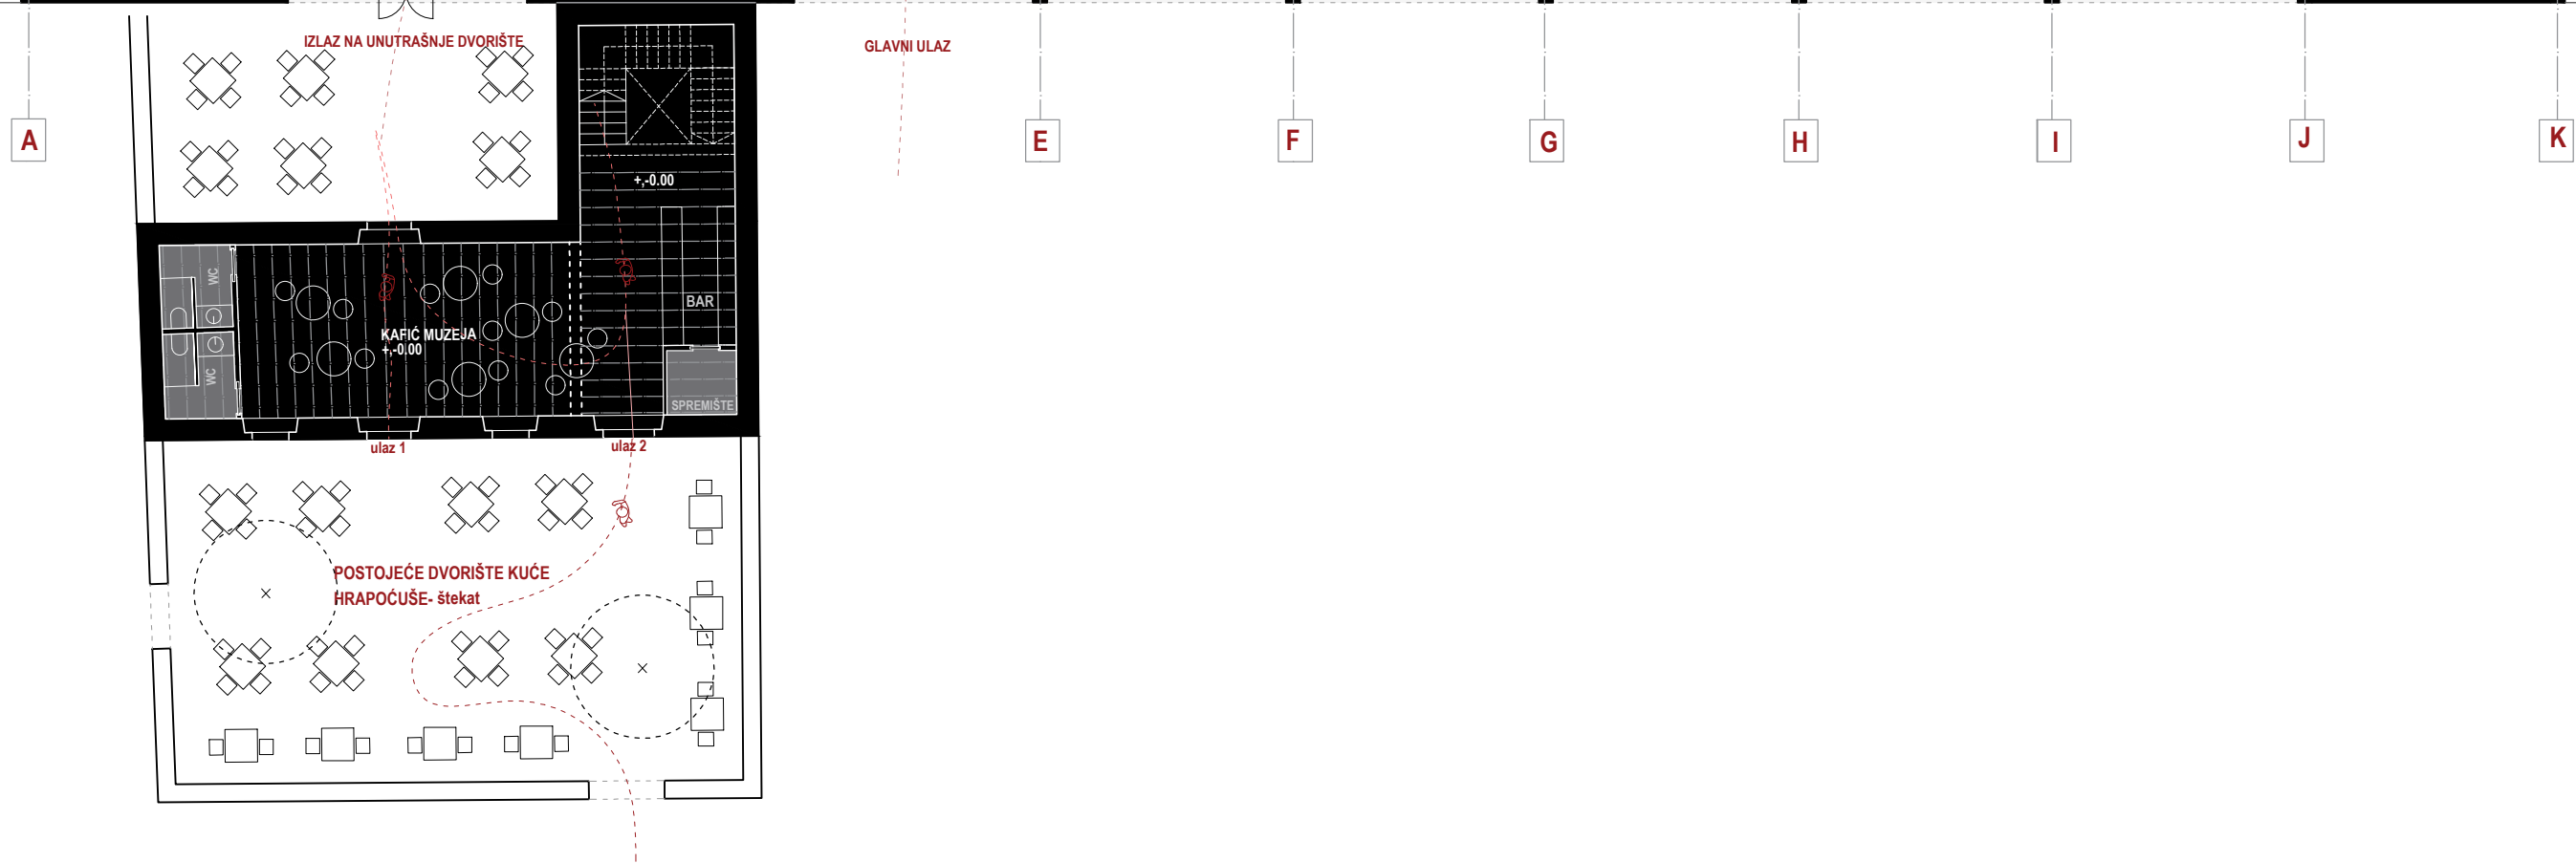 IZLAZ NA UNUTRAŠNJE DVORIŠTE
GLAVNI ULAZ
A
E
F
G
H
I
J
K
+,-0.00
WC
BAR
KAFIĆ MUZEJA
+,-0.00
WC
SPREMIŠTE
ulaz 1
ulaz 2
POSTOJEĆE DVORIŠTE KUĆE
HRAPOĆUŠE- štekat